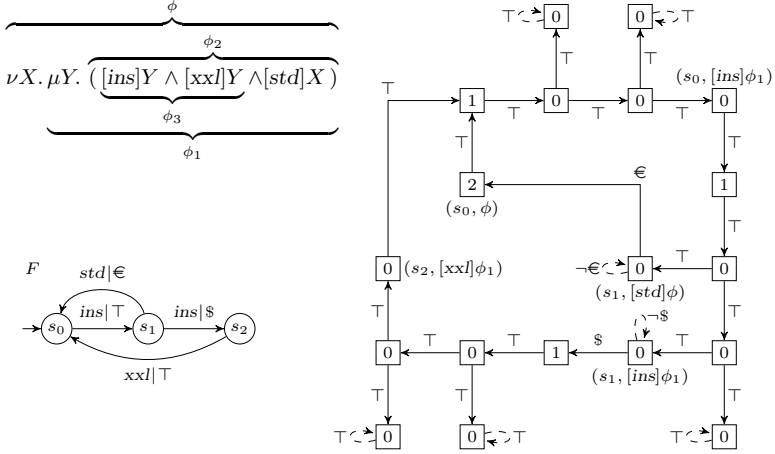 ϕ
ϕ₂
νX. μY. ( [ins]Y ∧ [xxl]Y ∧[std]X )
ϕ₃
ϕ₁
F
std|€
ins|⊤
ins|$
s₀
s₁
s₂
xxl|⊤
⊤ 0 0 ⊤
⊤ ⊤
⊤ (s₀, [ins]ϕ₁)
1 0 0 0
⊤ ⊤ ⊤
⊤ ⊤
€
2 1
(s₀, ϕ)
⊤
0 (s₂, [xxl]ϕ₁) ¬€ 0 ⊤ 0
(s₁, [std]ϕ)
⊤ ¬$ ⊤
0 ⊤ 0 ⊤ 1 $ 0 ⊤ 0
(s₁, [ins]ϕ₁)
⊤ ⊤ ⊤
⊤ 0 0 ⊤ ⊤ 0